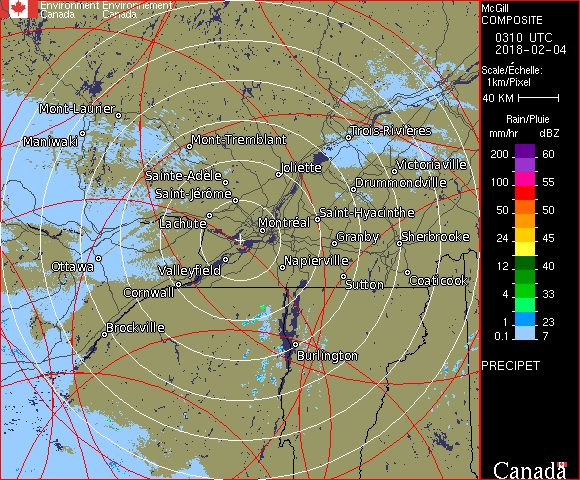 Environment Environnement
Canada Canada
McGill
COMPOSITE
0310 UTC
2018-02-04
Scale/Échelle:
1km/Pixel
40 KM
Rain/Pluie
mm/hr dBZ
200 60
100 55
50 50
24 45
12 40
4 33
1 23
0.1 7
PRECIPET
Canada
Mont-Laurier
Maniwaki
Mont-Tremblant
Trois-Rivières
Sainte-Adèle
Joliette
Victoriaville
Saint-Jérôme
Drummondville
Lachute
Montréal
Saint-Hyacinthe
Granby
Sherbrooke
Ottawa
Valleyfield
Napierville
Cornwall
Sutton
Coaticook
Brockville
Burlington